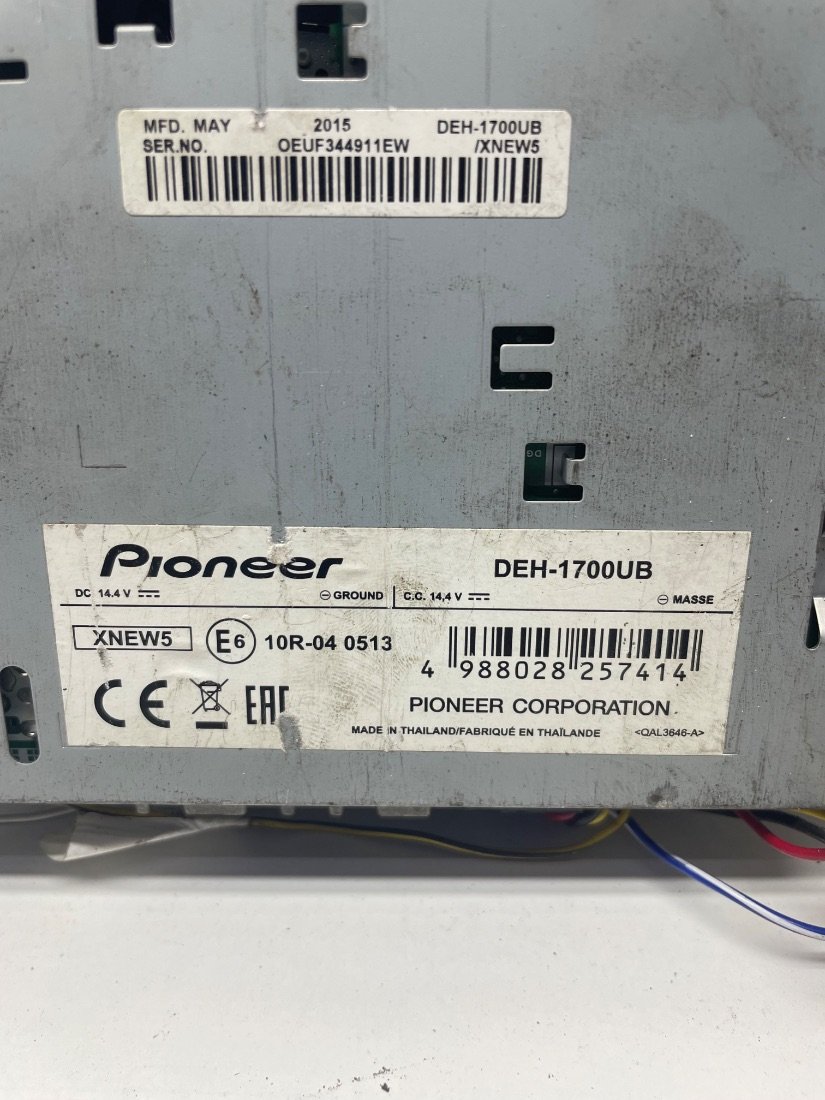 MFD. MAY 2015 DEH-1700UB
SER.NO. OEUF344911EW /XNEW5
DG
Pioneer DEH-1700UB
DC 14.4 V ⊖ GROUND C.C. 14,4 V ⊖ MASSE
XNEW5 E6 10R-04 0513
4 988028 257414
CE EAC PIONEER CORPORATION
MADE IN THAILAND/FABRIQUÉ EN THAÏLANDE <QAL3646-A>